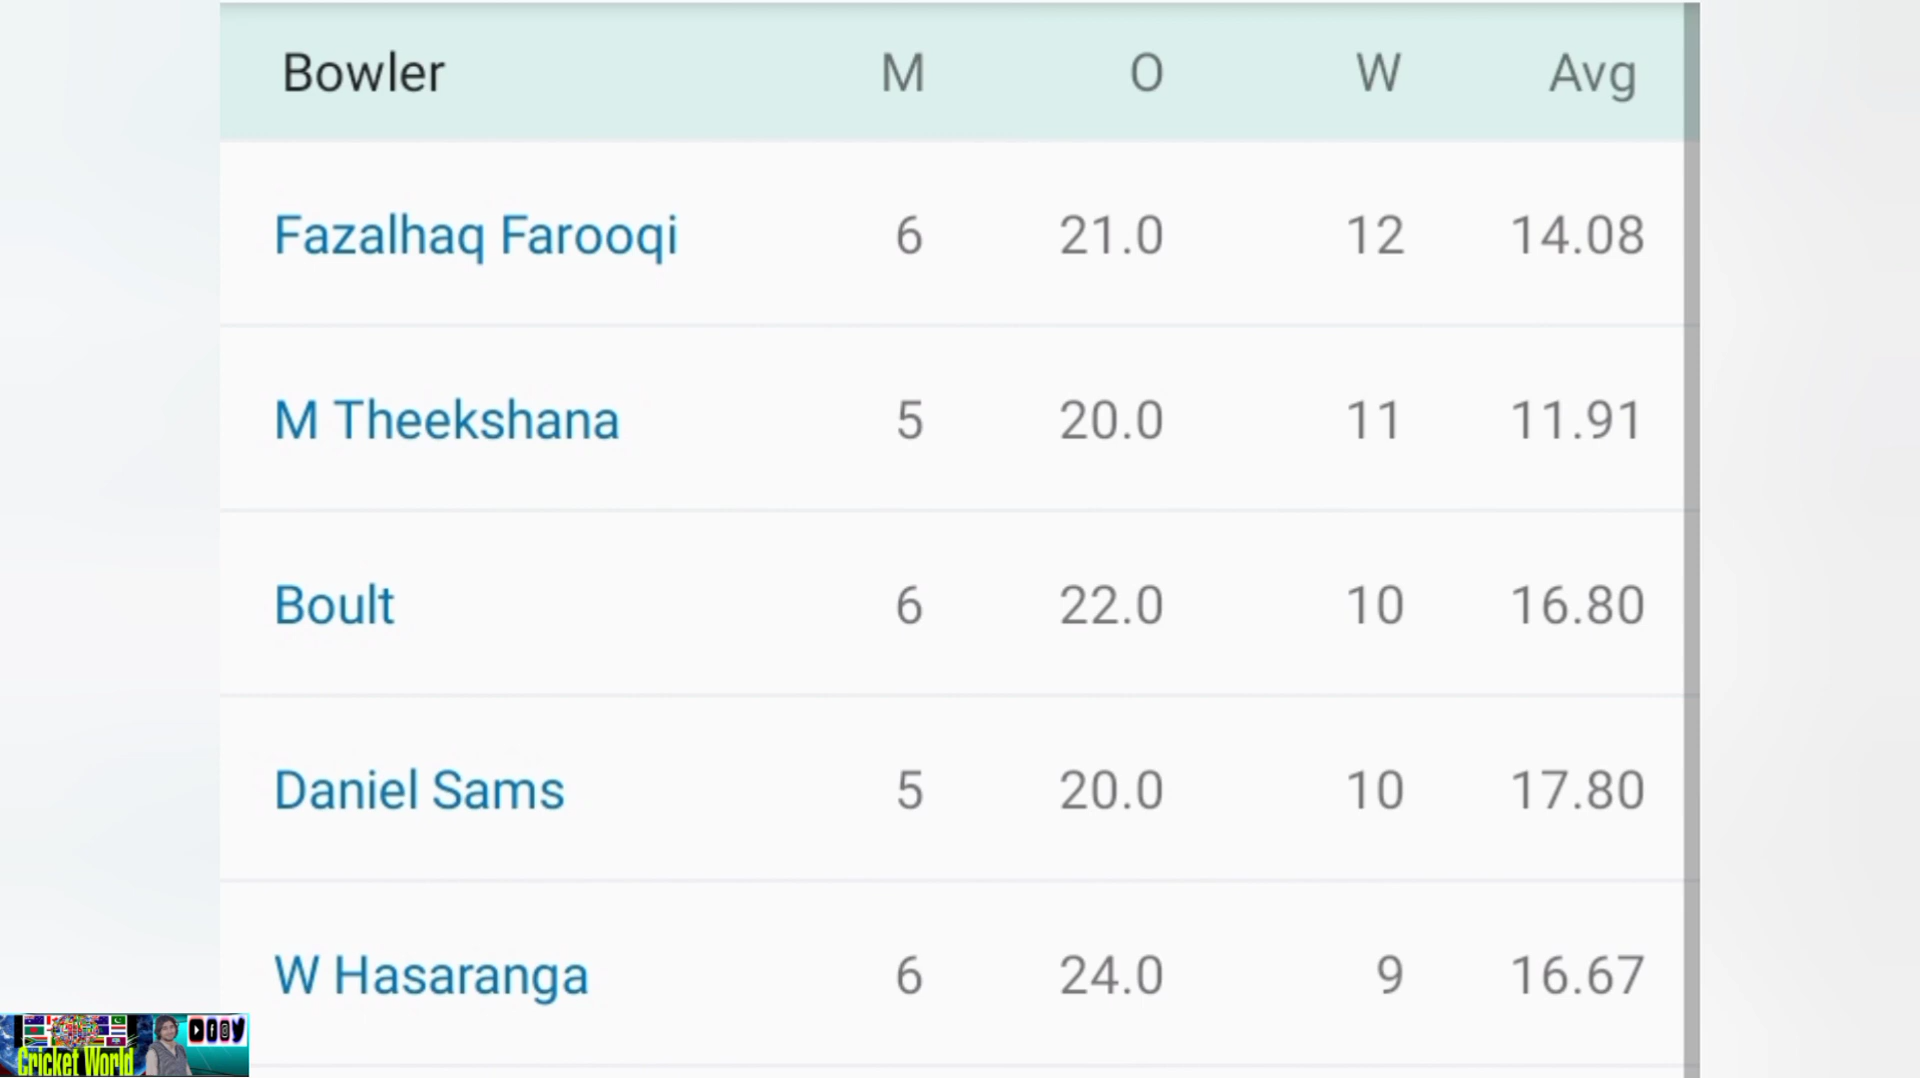 Bowler M O W Avg
Fazalhaq Farooqi 6 21.0 12 14.08
M Theekshana 5 20.0 11 11.91
Boult 6 22.0 10 16.80
Daniel Sams 5 20.0 10 17.80
W Hasaranga 6 24.0 9 16.67
Cricket World